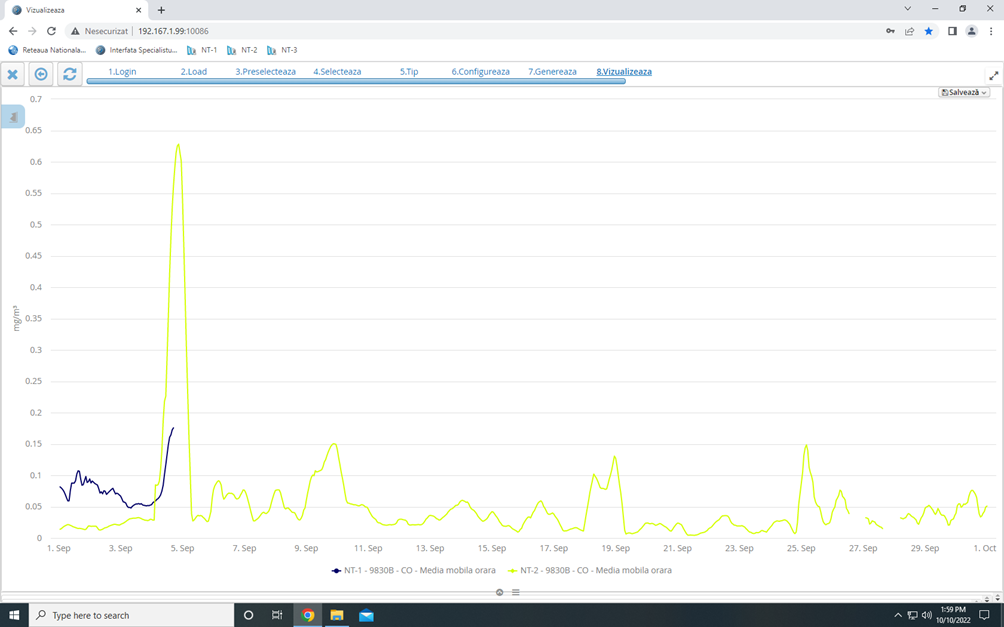 Vizualizeaza
Nesecurizat 192.167.1.99:10086
Reteaua Nationala... Interfata Specialistu... NT-1 NT-2 NT-3
1.Login 2.Load 3.Preselecteaza 4.Selecteaza 5.Tip 6.Configureaza 7.Genereaza 8.Vizualizeaza
Salvează
0.7
0.65
0.6
0.55
0.5
0.45
0.4
0.35
0.3
0.25
0.2
0.15
0.1
0.05
0
mg/m³
1. Sep 3. Sep 5. Sep 7. Sep 9. Sep 11. Sep 13. Sep 15. Sep 17. Sep 19. Sep 21. Sep 23. Sep 25. Sep 27. Sep 29. Sep 1. Oct
NT-1 - 9830B - CO - Media mobila orara NT-2 - 9830B - CO - Media mobila orara
Type here to search
1:59 PM
10/10/2022